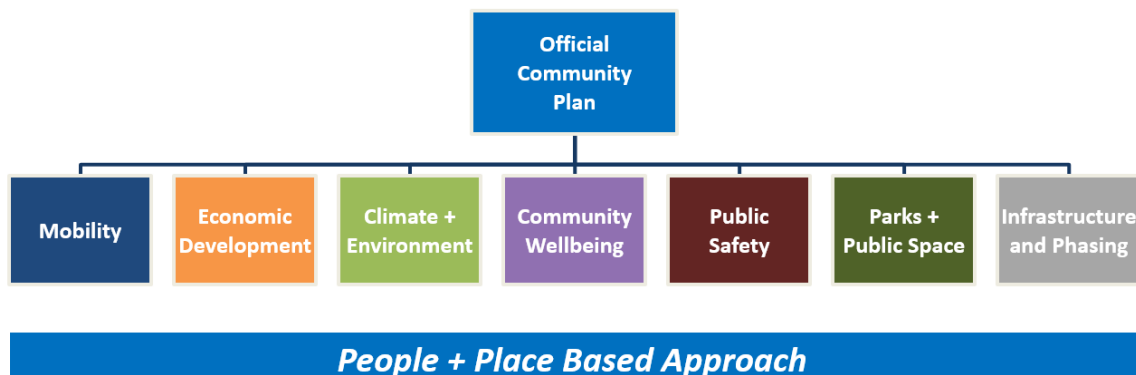 Official
Community
Plan
Mobility
Economic
Development
Climate +
Environment
Community
Wellbeing
Public
Safety
Parks +
Public Space
Infrastructure
and Phasing
People + Place Based Approach